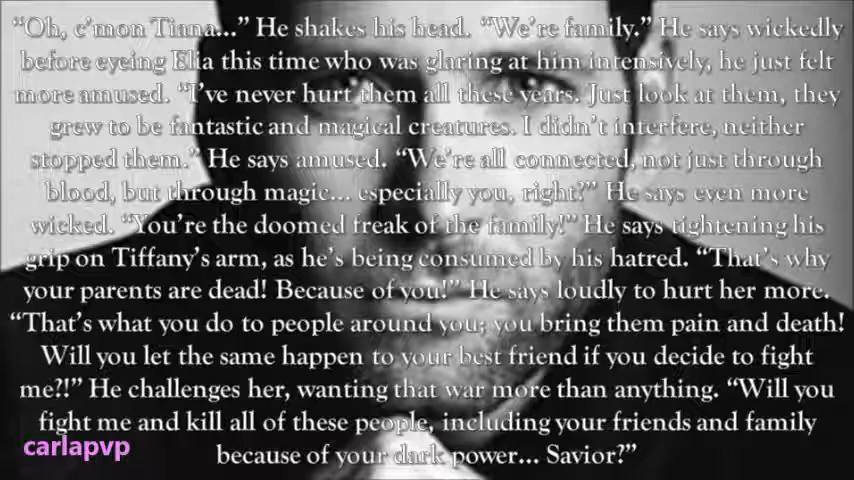 “Oh, c’mon Tiana...” He shakes his head. “We’re family.” He says wickedly
before eyeing Elia this time who was glaring at him intensively, he just felt
more amused. “I’ve never hurt them all these years. Just look at them, they
grew to be fantastic and magical creatures. I didn’t interfere, neither
stopped them.” He says amused. “We’re all connected, not just through
blood, but through magic... especially you, right?” He says even more
wicked. “You’re the doomed freak of the family!” He says tightening his
grip on Tiffany’s arm, as he’s being consumed by his hatred. “That’s why
your parents are dead! Because of you!” He says loudly to hurt her more.
“That’s what you do to people around you; you bring them pain and death!
Will you let the same happen to your best friend if you decide to fight
me?!” He challenges her, wanting that war more than anything. “Will you
fight me and kill all of these people, including your friends and family
because of your dark power... Savior?”
carlapvp